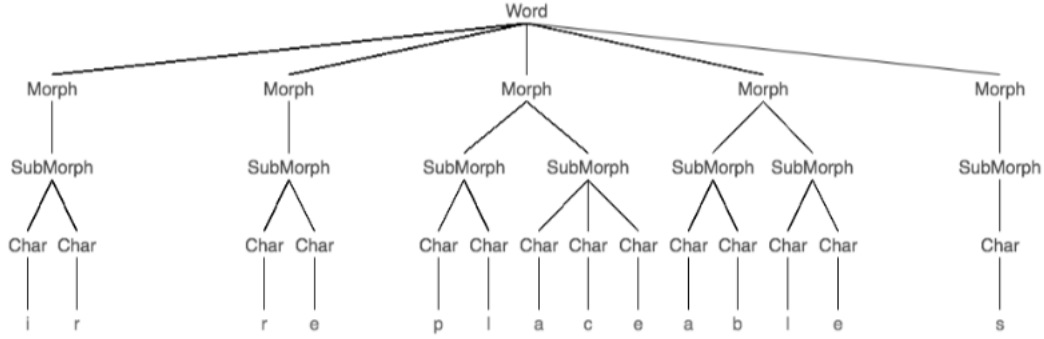 Word
Morph Morph Morph Morph Morph
SubMorph SubMorph SubMorph SubMorph SubMorph SubMorph SubMorph
Char Char Char Char Char Char Char Char Char Char Char Char Char Char
i r r e p l a c e a b l e s